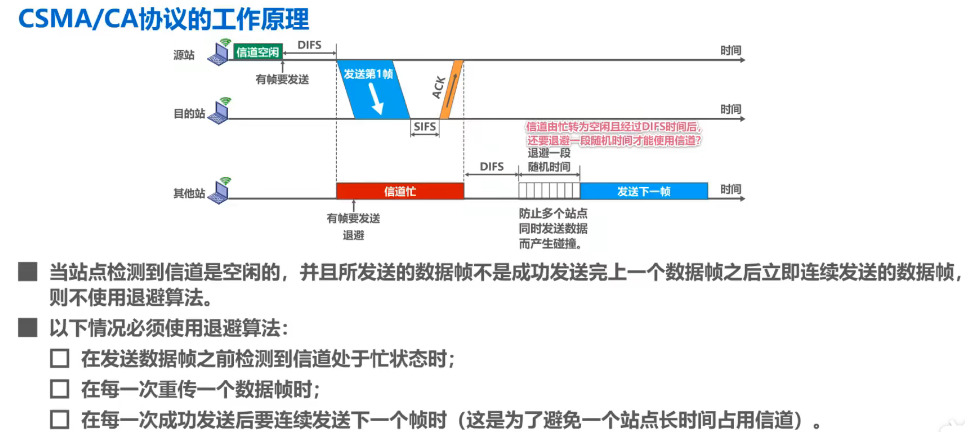 CSMA/CA协议的工作原理
源站
信道空闲
DIFS
时间
有帧要发送
发送第1帧
ACK
目的站
时间
SIFS
信道由忙转为空闲且经过DIFS时间后，
还要退避一段随机时间才能使用信道?
退避一段
随机时间
DIFS
其他站
信道忙
发送下一帧
时间
有帧要发送
退避
防止多个站点
同时发送数据
而产生碰撞。
■ 当站点检测到信道是空闲的，并且所发送的数据帧不是成功发送完上一个数据帧之后立即连续发送的数据帧，
则不使用退避算法。
■ 以下情况必须使用退避算法：
□ 在发送数据帧之前检测到信道处于忙状态时；
□ 在每一次重传一个数据帧时；
□ 在每一次成功发送后要连续发送下一个帧时（这是为了避免一个站点长时间占用信道）。